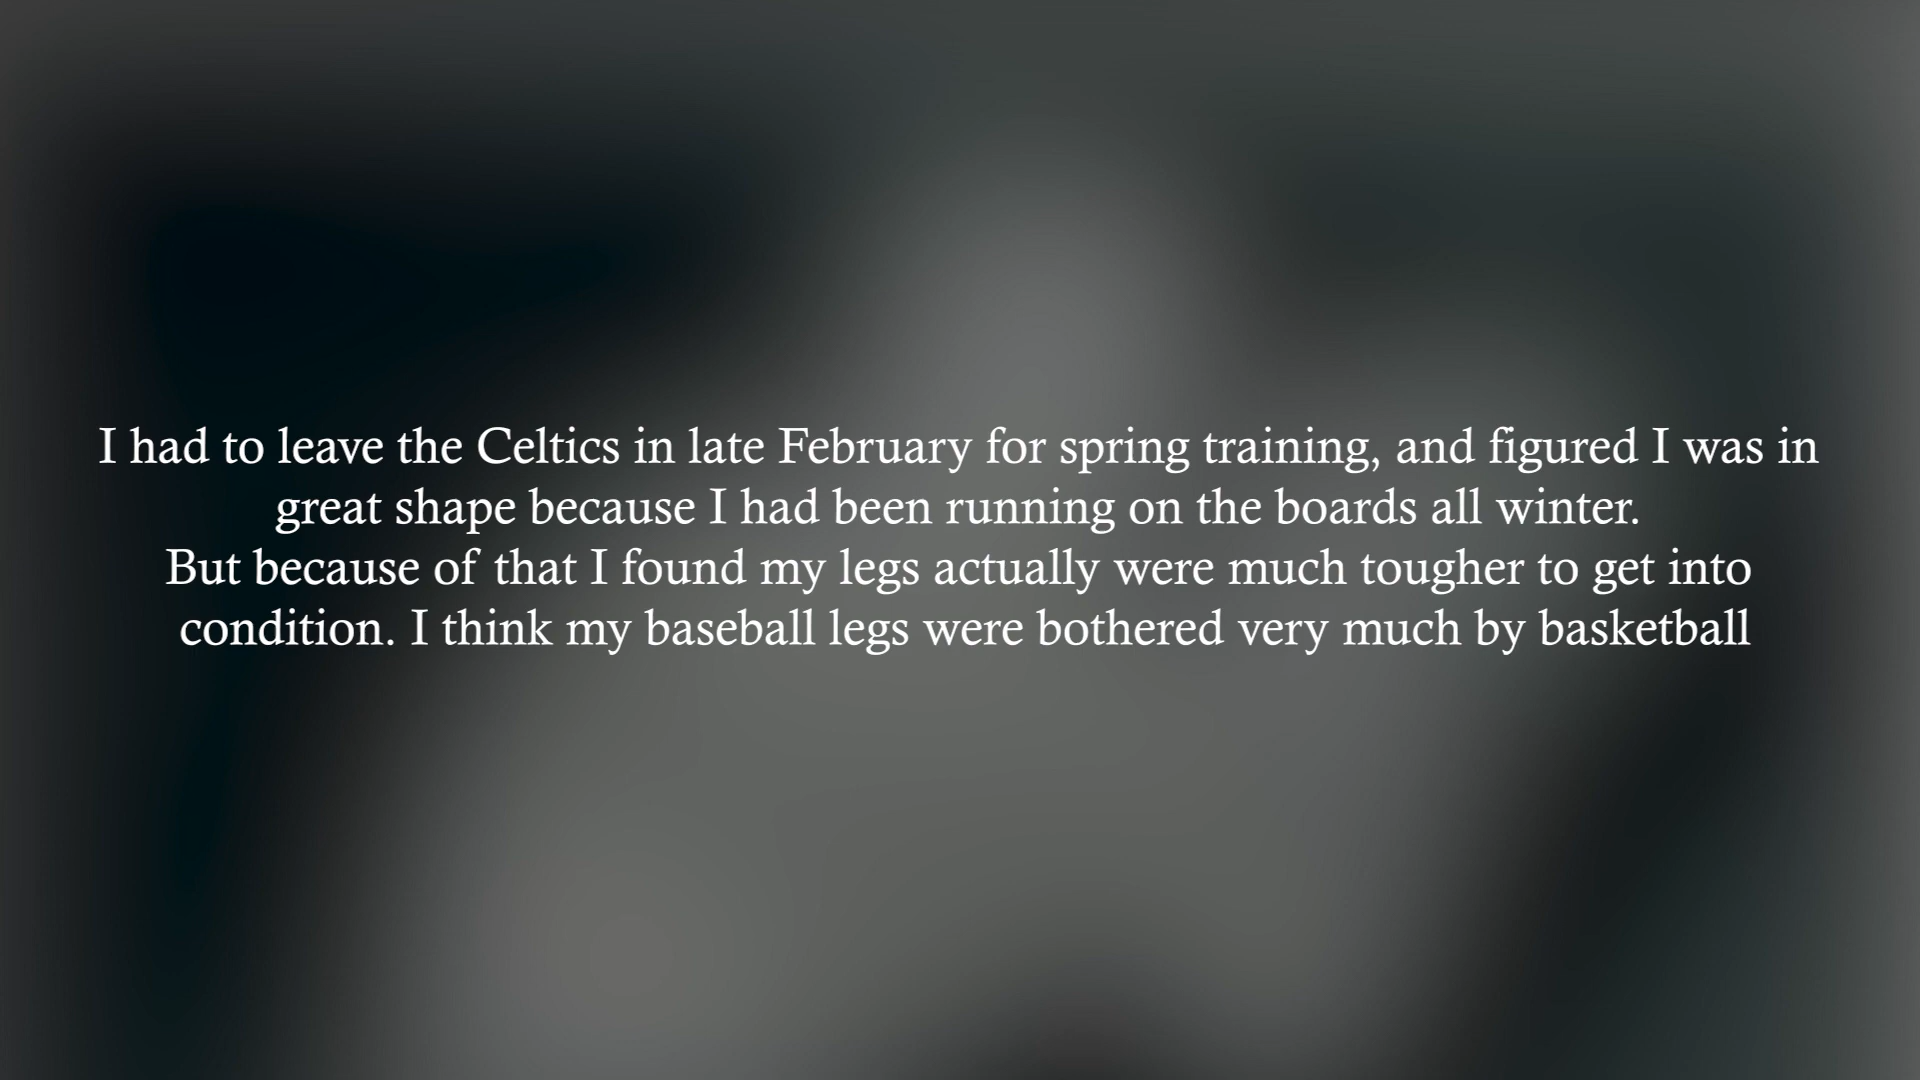 I had to leave the Celtics in late February for spring training, and figured I was in
great shape because I had been running on the boards all winter.
But because of that I found my legs actually were much tougher to get into
condition. I think my baseball legs were bothered very much by basketball